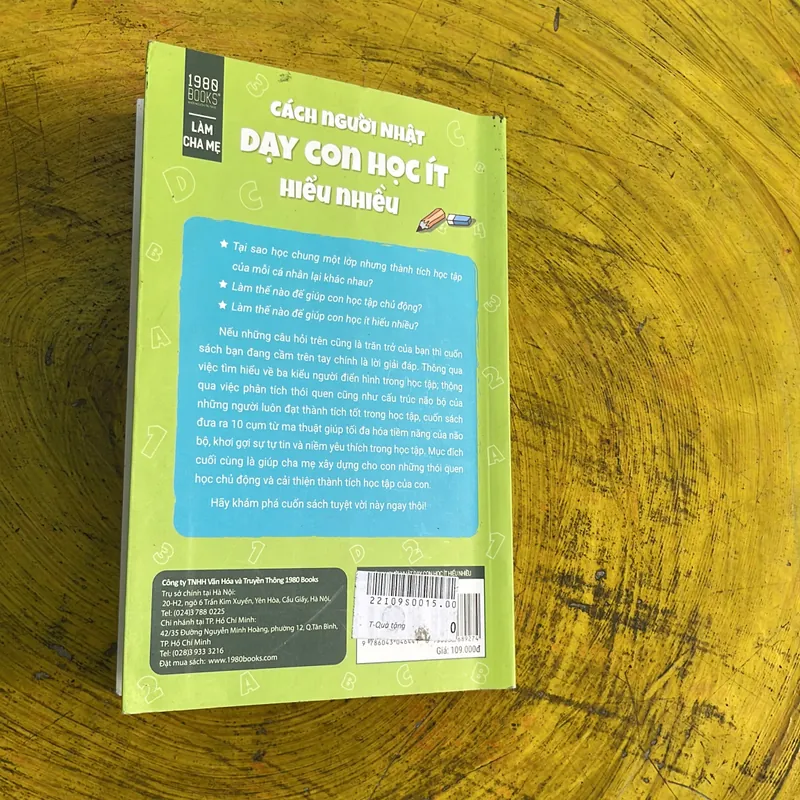 1980
BOOKS
LÀM
CHA MẸ
CÁCH NGƯỜI NHẬT
DẠY CON HỌC ÍT
HIỂU NHIỀU
Tại sao học chung một lớp nhưng thành tích học tập
của mỗi cá nhân lại khác nhau?
Làm thế nào để giúp con học tập chủ động?
Làm thế nào để giúp con học ít hiểu nhiều?
Nếu những câu hỏi trên cũng là trăn trở của bạn thì cuốn
sách bạn đang cầm trên tay chính là lời giải đáp. Thông qua
việc tìm hiểu về ba kiểu người điển hình trong học tập; thông
qua việc phân tích thói quen cũng như cấu trúc não bộ của
những người luôn đạt thành tích tốt trong học tập, cuốn sách
đưa ra 10 cụm từ ma thuật giúp tối đa hóa tiềm năng của não
bộ, khơi gợi sự tự tin và niềm yêu thích trong học tập. Mục đích
cuối cùng là giúp cha mẹ xây dựng cho con những thói quen
học chủ động và cải thiện thành tích học tập của con.
Hãy khám phá cuốn sách tuyệt vời này ngay thôi!
Công ty TNHH Văn Hóa và Truyền Thông 1980 Books
Trụ sở chính tại Hà Nội:
20-H2, ngõ 6 Trần Kim Xuyến, Yên Hòa, Cầu Giấy, Hà Nội,
Tel: (024)3 788 0225
Chi nhánh tại TP. Hồ Chí Minh:
42/35 Đường Nguyễn Minh Hoàng, phường 12, Q.Tân Bình,
TP. Hồ Chí Minh
Tel: (028)3 933 3216
Đặt mua sách: www.1980books.com
DẠY CON HỌC ÍT HIỂU NHIỀU
22I09S0015.00
T-Quà tặng 0
Giá: 109.000đ